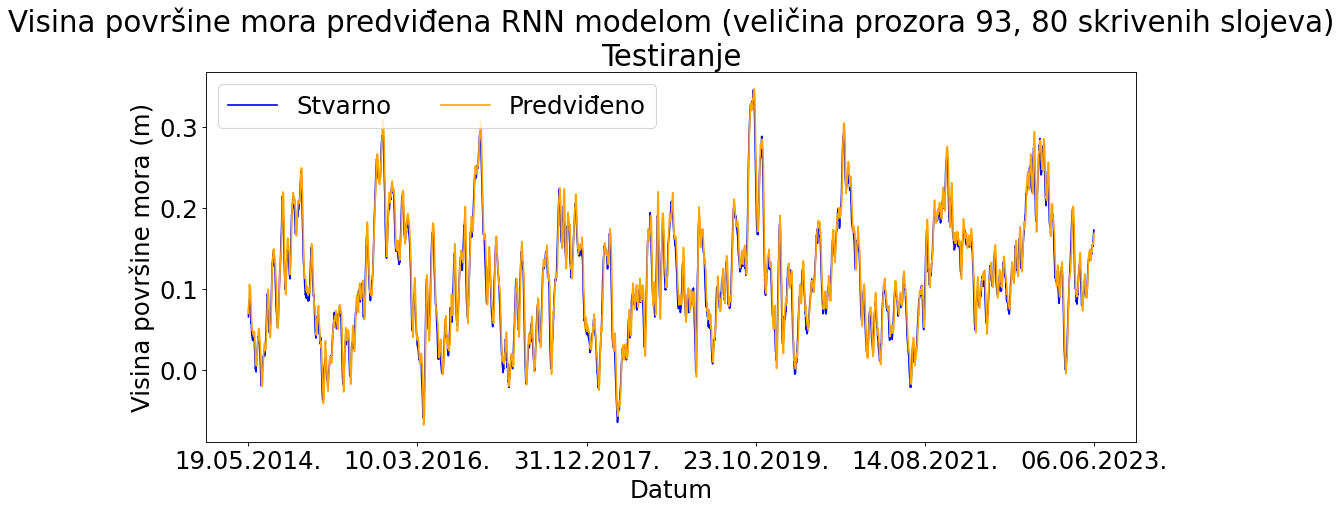 Visina površine mora predviđena RNN modelom (veličina prozora 93, 80 skrivenih slojeva)
Testiranje
Stvarno Predviđeno
Visina površine mora (m)
0.3
0.2
0.1
0.0
19.05.2014. 10.03.2016. 31.12.2017. 23.10.2019. 14.08.2021. 06.06.2023.
Datum